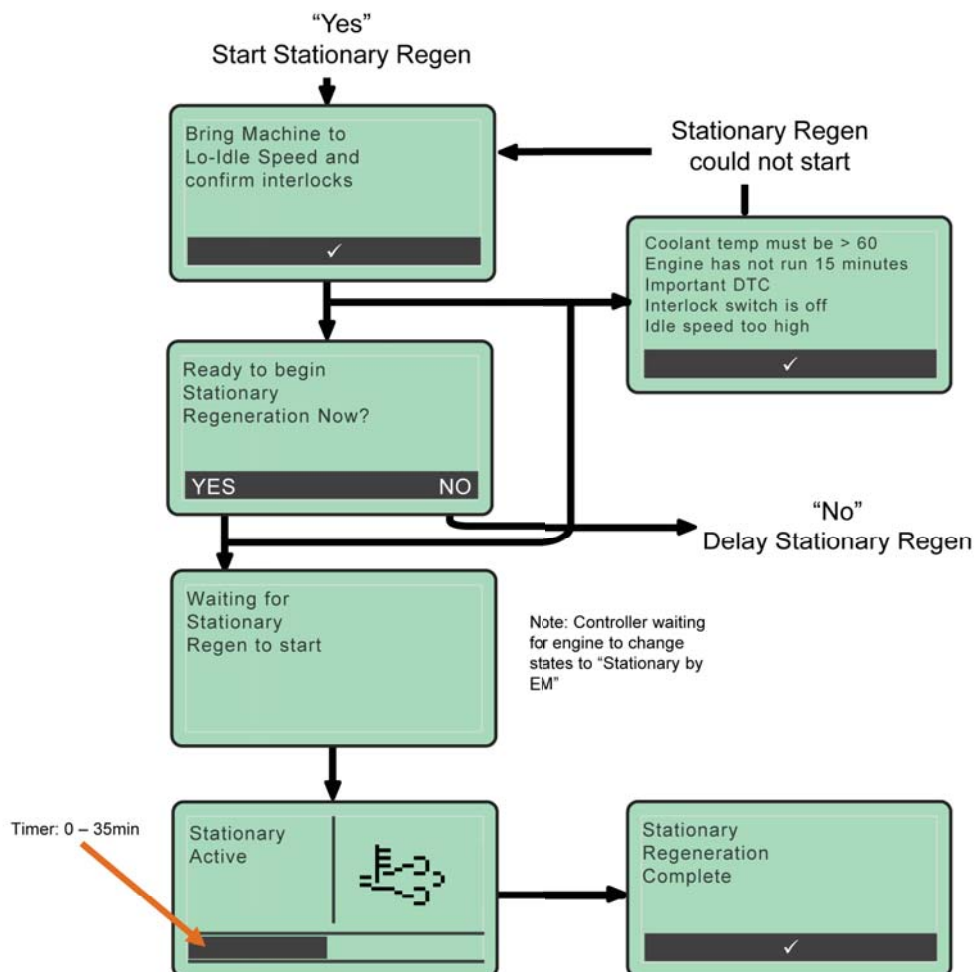 “Yes”
Start Stationary Regen
Bring Machine to
Lo-Idle Speed and
confirm interlocks
✓
Stationary Regen
could not start
Coolant temp must be > 60
Engine has not run 15 minutes
Important DTC
Interlock switch is off
Idle speed too high
✓
Ready to begin
Stationary
Regeneration Now?
YES NO
“No”
Delay Stationary Regen
Waiting for
Stationary
Regen to start
Note: Controller waiting
for engine to change
states to “Stationary by
EM”
Timer: 0 – 35min
Stationary
Active
Stationary
Regeneration
Complete
✓